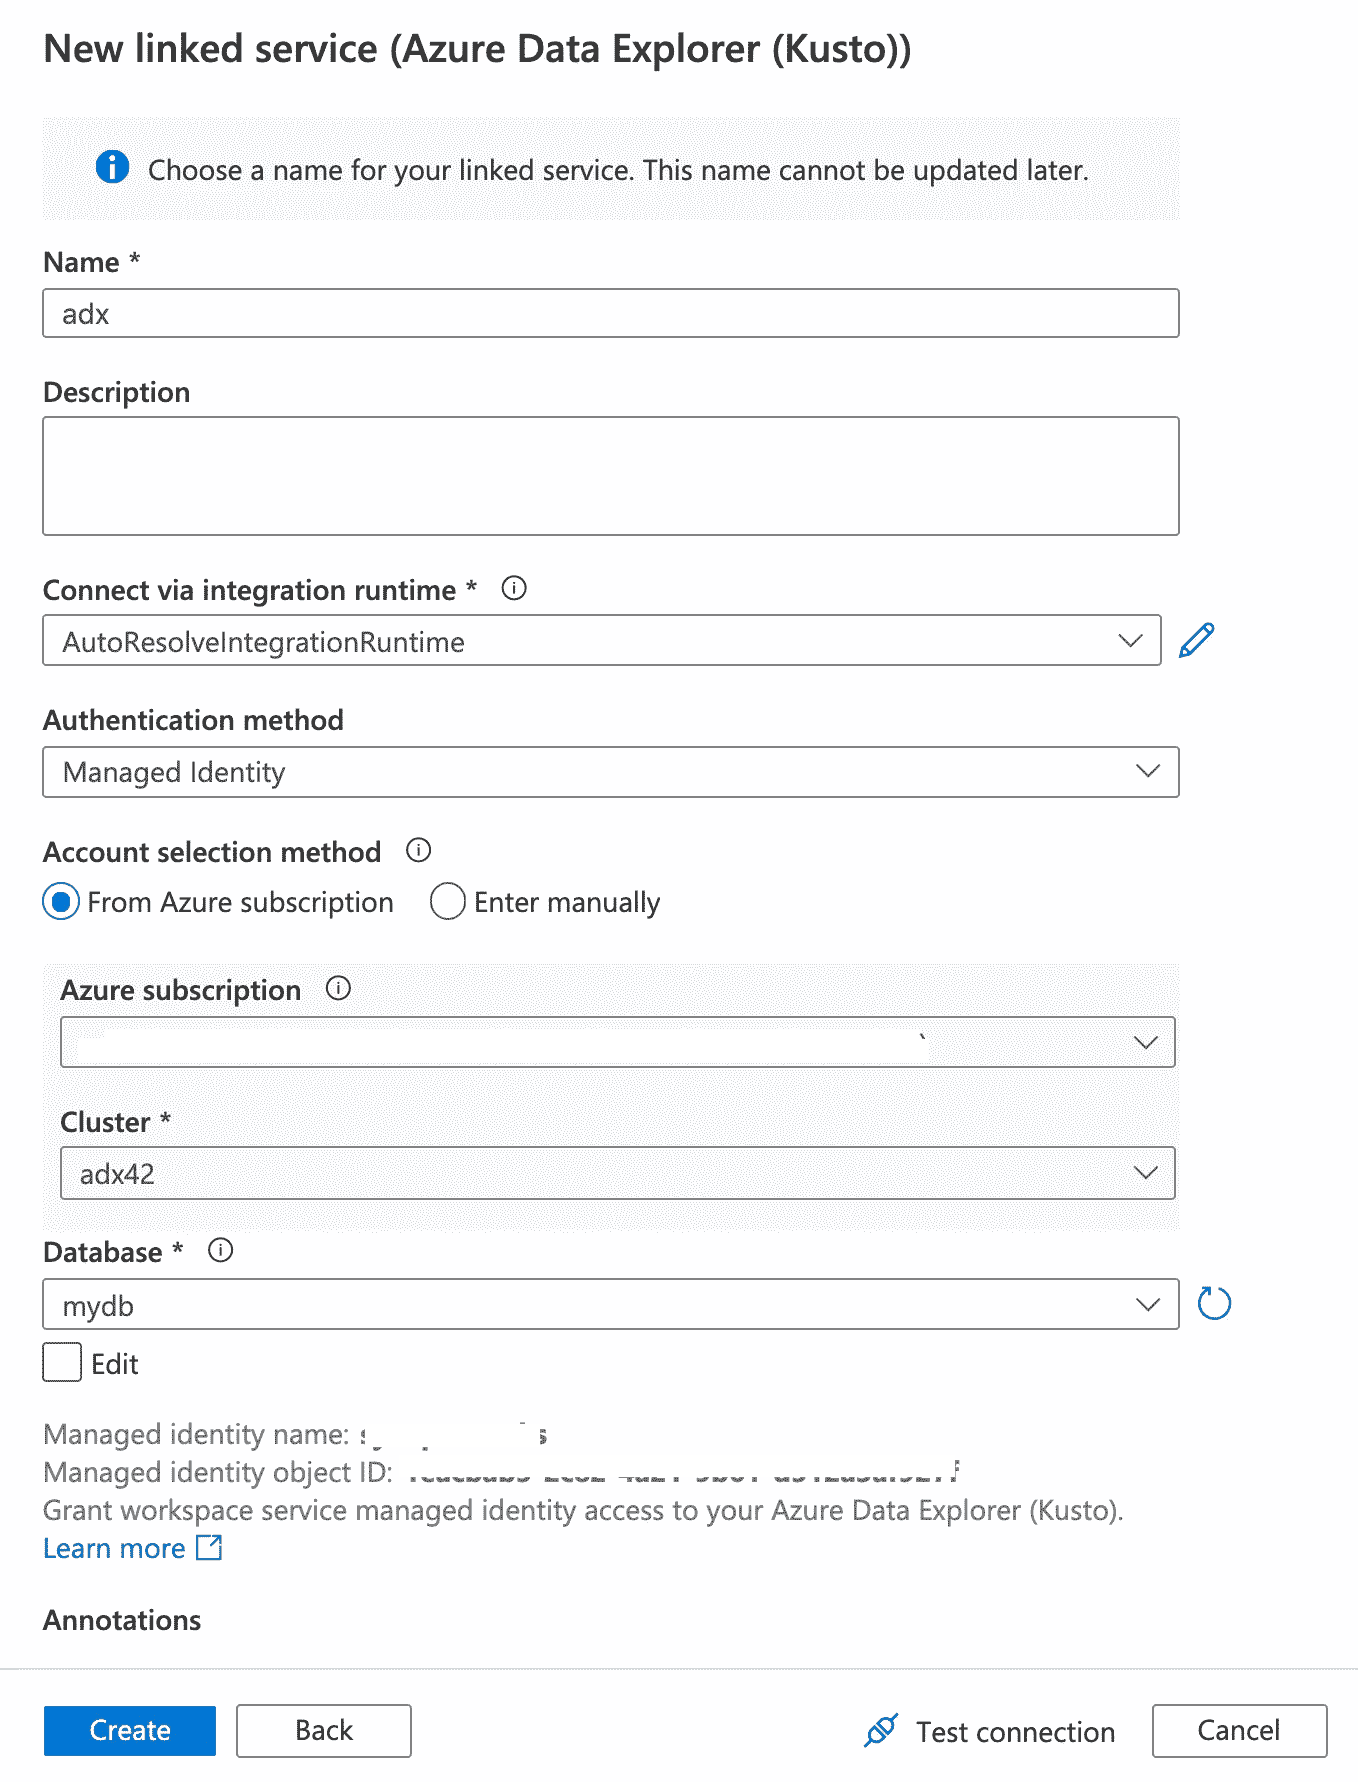 New linked service (Azure Data Explorer (Kusto))
Choose a name for your linked service. This name cannot be updated later.
Name *
adx
Description
Connect via integration runtime *
AutoResolveIntegrationRuntime
Authentication method
Managed Identity
Account selection method
From Azure subscription Enter manually
Azure subscription
Cluster *
adx42
Database *
mydb
Edit
Managed identity name:
Managed identity object ID:
Grant workspace service managed identity access to your Azure Data Explorer (Kusto).
Learn more
Annotations
Create Back Test connection Cancel